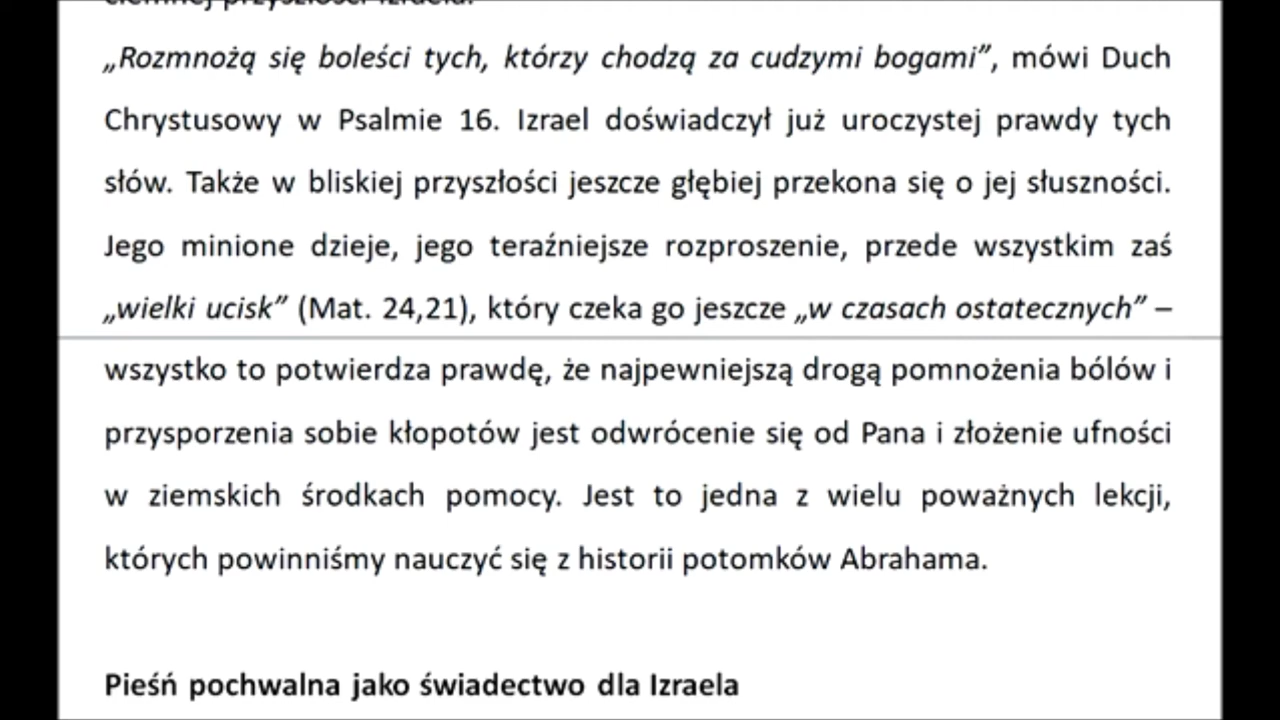 ciemnej przyszłości Izraela.
„Rozmnożą się boleści tych, którzy chodzą za cudzymi bogami”, mówi Duch
Chrystusowy w Psalmie 16. Izrael doświadczył już uroczystej prawdy tych
słów. Także w bliskiej przyszłości jeszcze głębiej przekona się o jej słuszności.
Jego minione dzieje, jego teraźniejsze rozproszenie, przede wszystkim zaś
„wielki ucisk” (Mat. 24,21), który czeka go jeszcze „w czasach ostatecznych” –
wszystko to potwierdza prawdę, że najpewniejszą drogą pomnożenia bólów i
przysporzenia sobie kłopotów jest odwrócenie się od Pana i złożenie ufności
w ziemskich środkach pomocy. Jest to jedna z wielu poważnych lekcji,
których powinniśmy nauczyć się z historii potomków Abrahama.
Pieśń pochwalna jako świadectwo dla Izraela